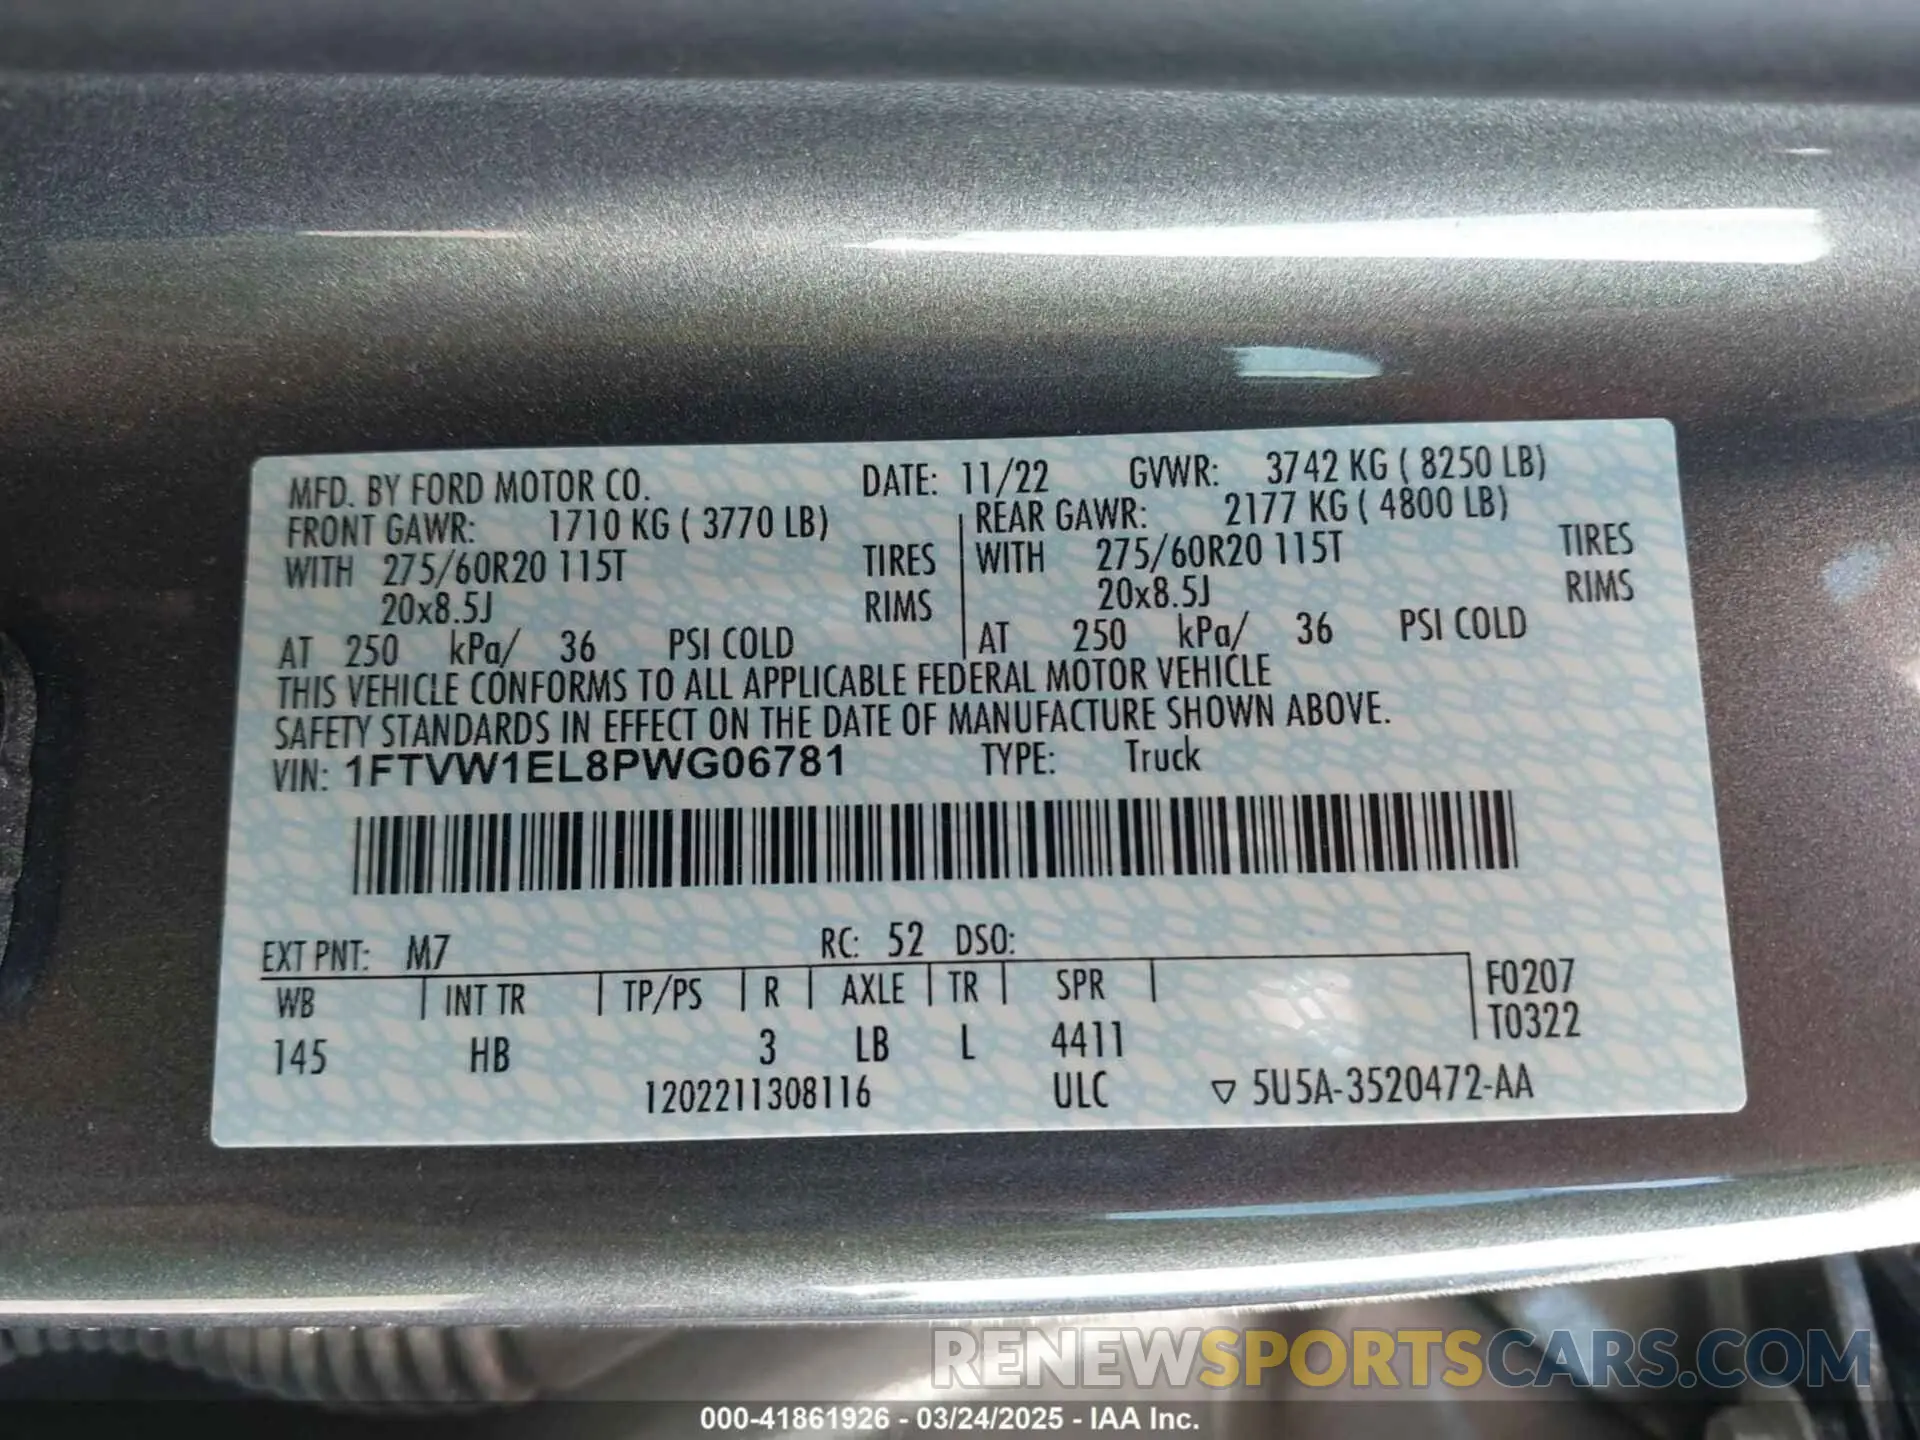 MFD. BY FORD MOTOR CO. DATE: 11/22 GVWR: 3742 KG ( 8250 LB)
FRONT GAWR: 1710 KG ( 3770 LB) REAR GAWR: 2177 KG ( 4800 LB)
WITH 275/60R20 115T TIRES WITH 275/60R20 115T TIRES
20x8.5J RIMS 20x8.5J RIMS
AT 250 kPa/ 36 PSI COLD AT 250 kPa/ 36 PSI COLD
THIS VEHICLE CONFORMS TO ALL APPLICABLE FEDERAL MOTOR VEHICLE
SAFETY STANDARDS IN EFFECT ON THE DATE OF MANUFACTURE SHOWN ABOVE.
VIN: 1FTVW1EL8PWG06781 TYPE: Truck
EXT PNT: M7 RC: 52 DSO:
WB INT TR TP/PS R AXLE TR SPR F0207
T0322
145 HB 3 LB L 4411
1202211308116 ULC ▽ 5U5A-3520472-AA
RENEWSPORTSCARS.COM
000-41861926 - 03/24/2025 - IAA Inc.